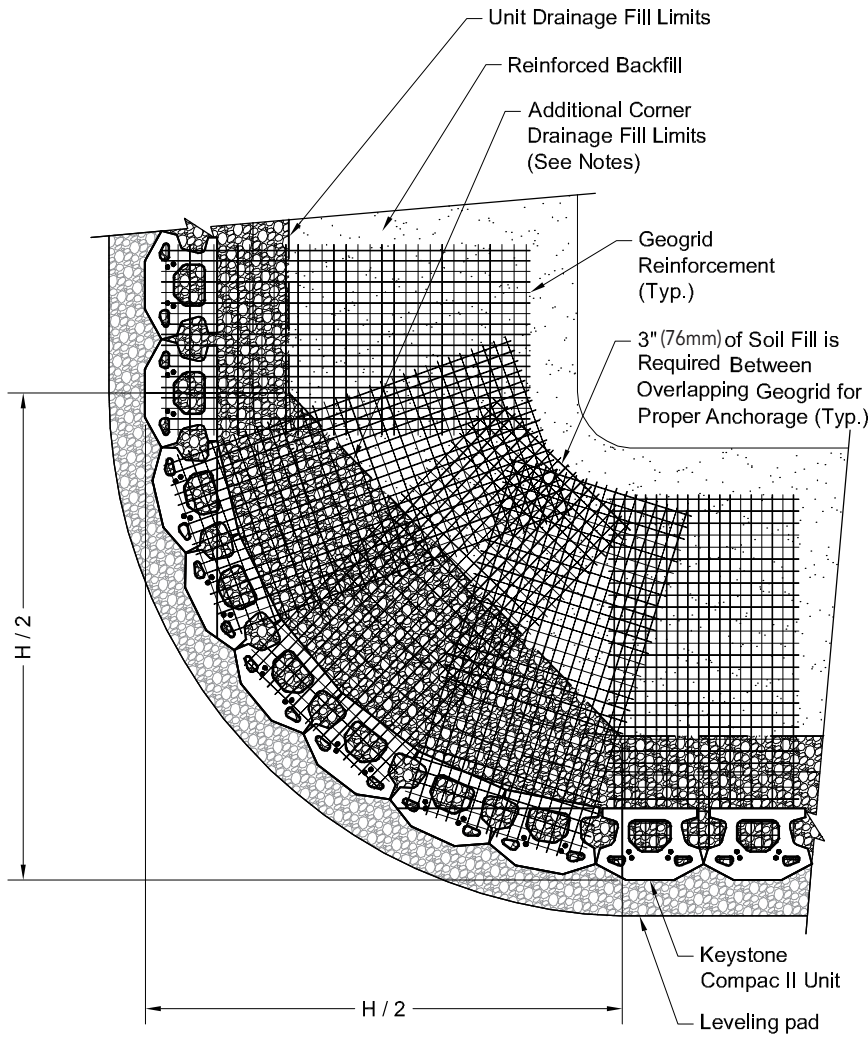 Unit Drainage Fill Limits
Reinforced Backfill
Additional Corner
Drainage Fill Limits
(See Notes)
Geogrid
Reinforcement
(Typ.)
3" (76mm) of Soil Fill is
Required Between
Overlapping Geogrid for
Proper Anchorage (Typ.)
H / 2
H / 2
Keystone
Compac II Unit
Leveling pad